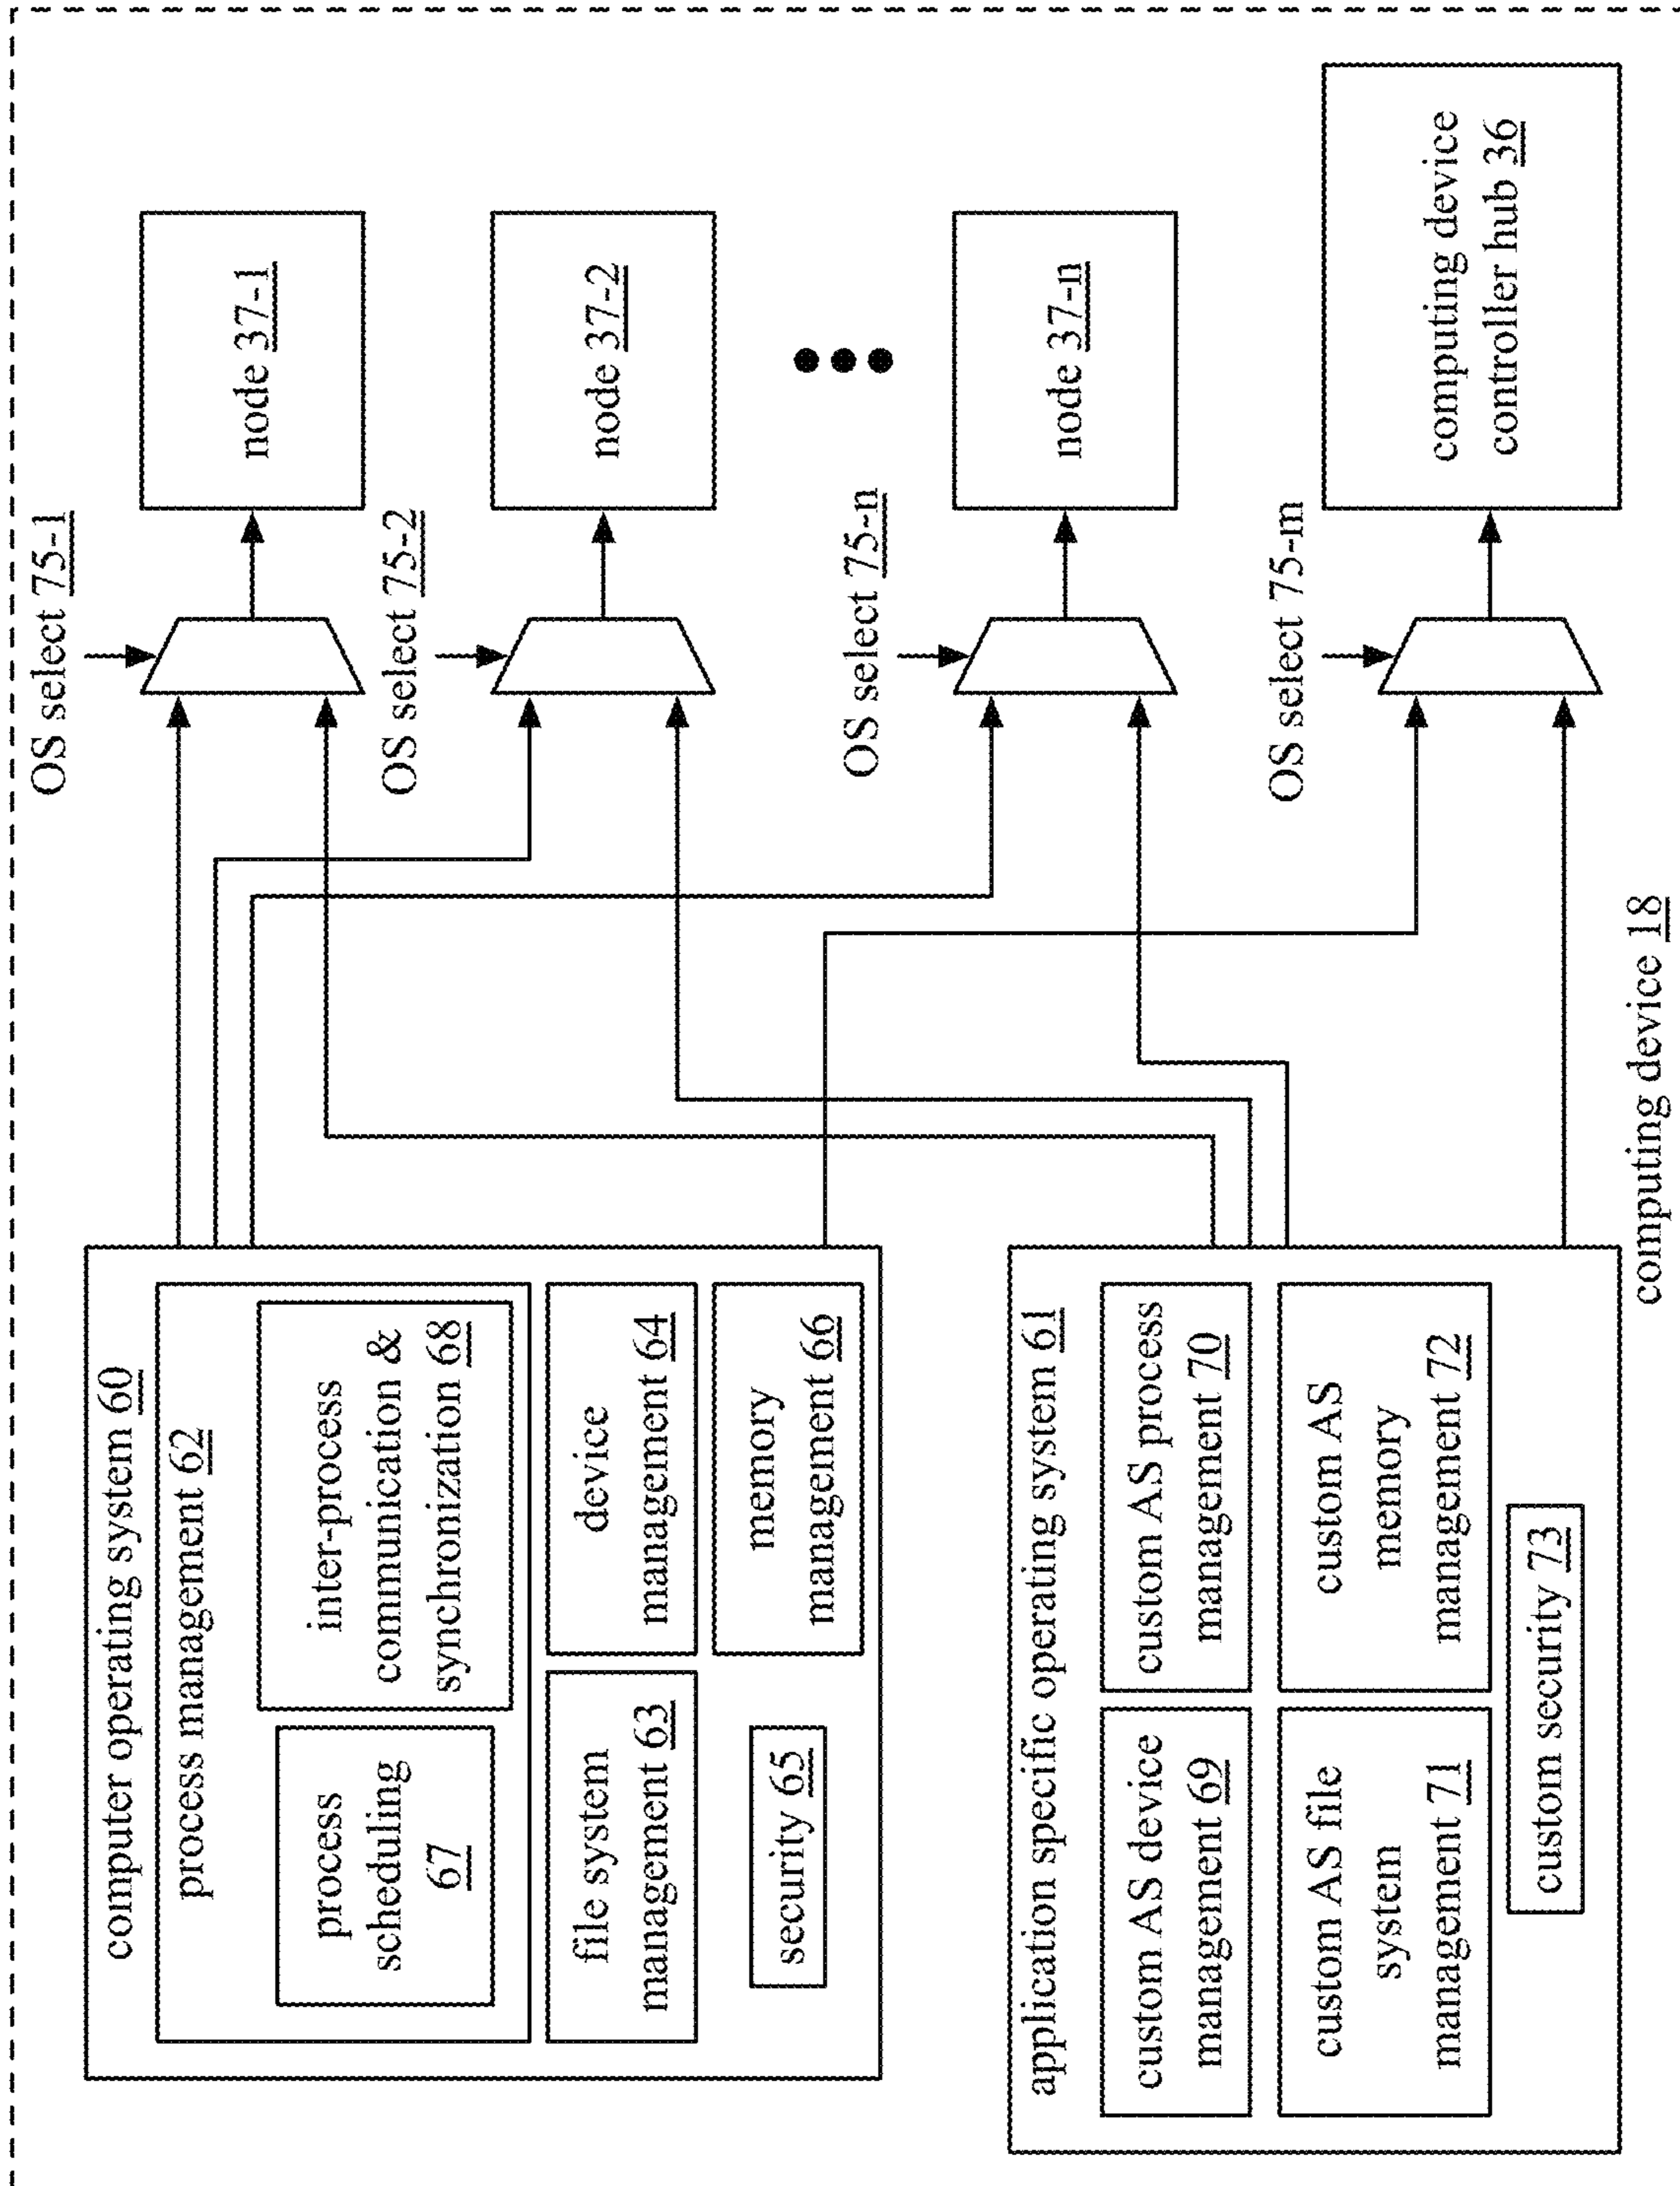 computer operating system 60
process management 62
process
scheduling
67
inter-process
communication &
synchronization 68
file system
management 63
device
management 64
security 65
memory
management 66
application specific operating system 61
custom AS device
management 69
custom AS process
management 70
custom AS file
system
management 71
custom AS
memory
management 72
custom security 73
OS select 75-1
node 37-1
OS select 75-2
node 37-2
OS select 75-n
node 37-n
OS select 75-m
computing device
controller hub 36
computing device 18